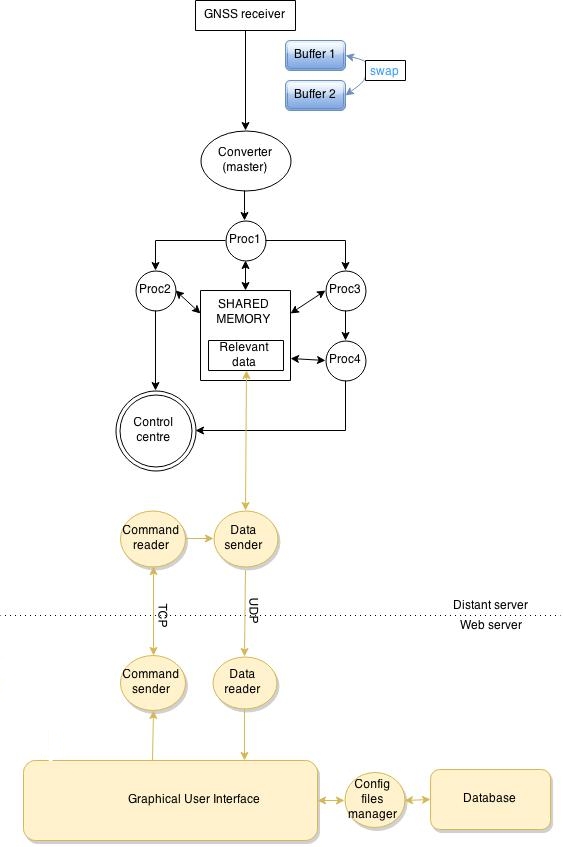 GNSS receiver
Buffer 1
swap
Buffer 2
Converter
(master)
Proc1
Proc2
Proc3
SHARED
MEMORY
Relevant
data
Proc4
Control
centre
Command
reader
Data
sender
TCP
UDP
Distant server
Web server
Command
sender
Data
reader
Graphical User Interface
Config
files
manager
Database